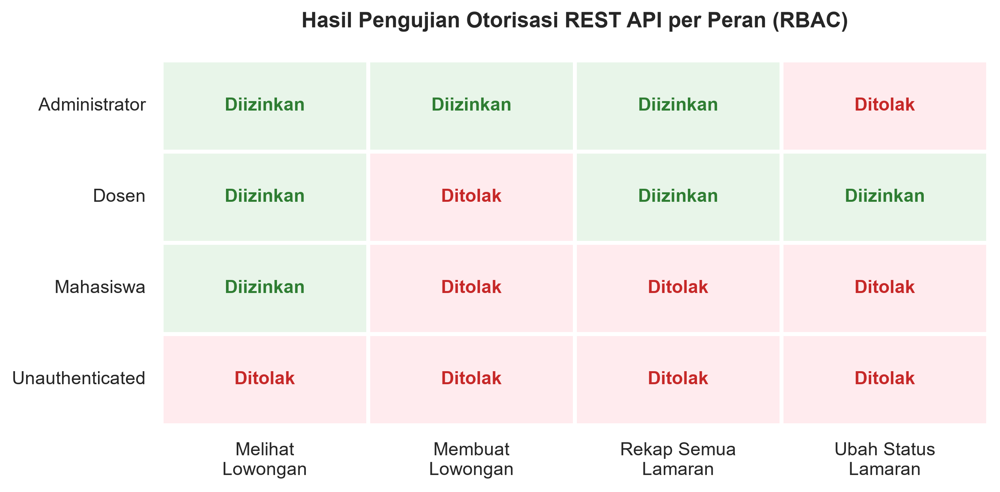 Hasil Pengujian Otorisasi REST API per Peran (RBAC)
Administrator Diizinkan Diizinkan Diizinkan Ditolak
Dosen Diizinkan Ditolak Diizinkan Diizinkan
Mahasiswa Diizinkan Ditolak Ditolak Ditolak
Unauthenticated Ditolak Ditolak Ditolak Ditolak
Melihat
Lowongan
Membuat
Lowongan
Rekap Semua
Lamaran
Ubah Status
Lamaran